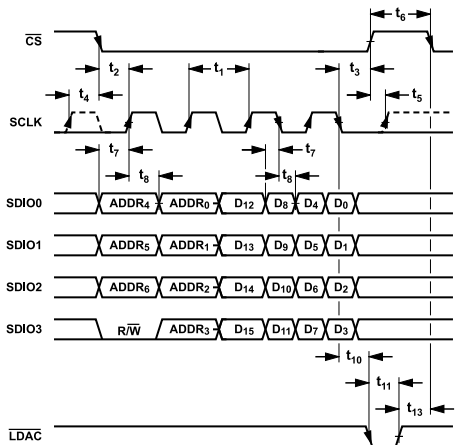 t6
CS
t2
t1
t3
t4
t5
SCLK
t7
t7
t8
t8
SDIO0 ADDR4 ADDR0 D12 D8 D4 D0
SDIO1 ADDR5 ADDR1 D13 D9 D5 D1
SDIO2 ADDR6 ADDR2 D14 D10 D6 D2
SDIO3 R/W ADDR3 D15 D11 D7 D3
t10
t11
t13
LDAC